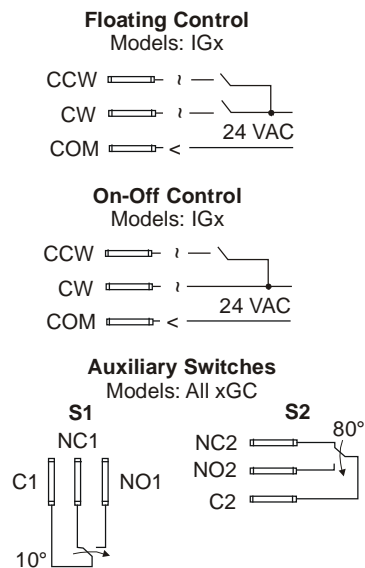 Floating Control
Models: IGx
CCW ~
CW ~
24 VAC
COM <
On-Off Control
Models: IGx
CCW ~
CW ~
24 VAC
COM <
Auxiliary Switches
Models: All xGC
S1
NC1
C1
NO1
10°
S2
80°
NC2
NO2
C2